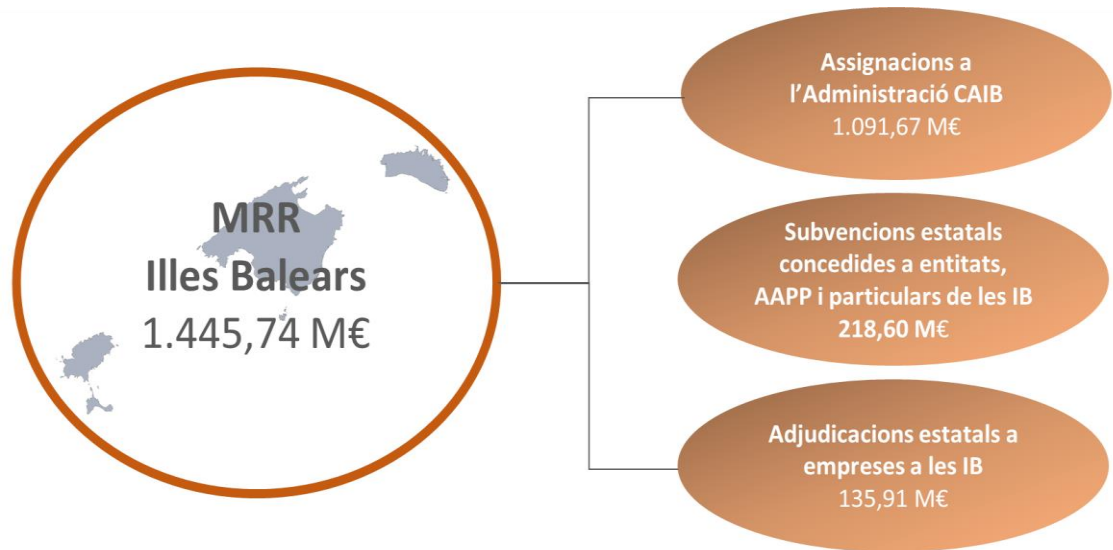 MRR
Illes Balears
1.445,74 M€
Assignacions a
l'Administració CAIB
1.091,67 M€
Subvencions estatals
concedides a entitats,
AAPP i particulars de les IB
218,60 M€
Adjudicacions estatals a
empreses a les IB
135,91 M€